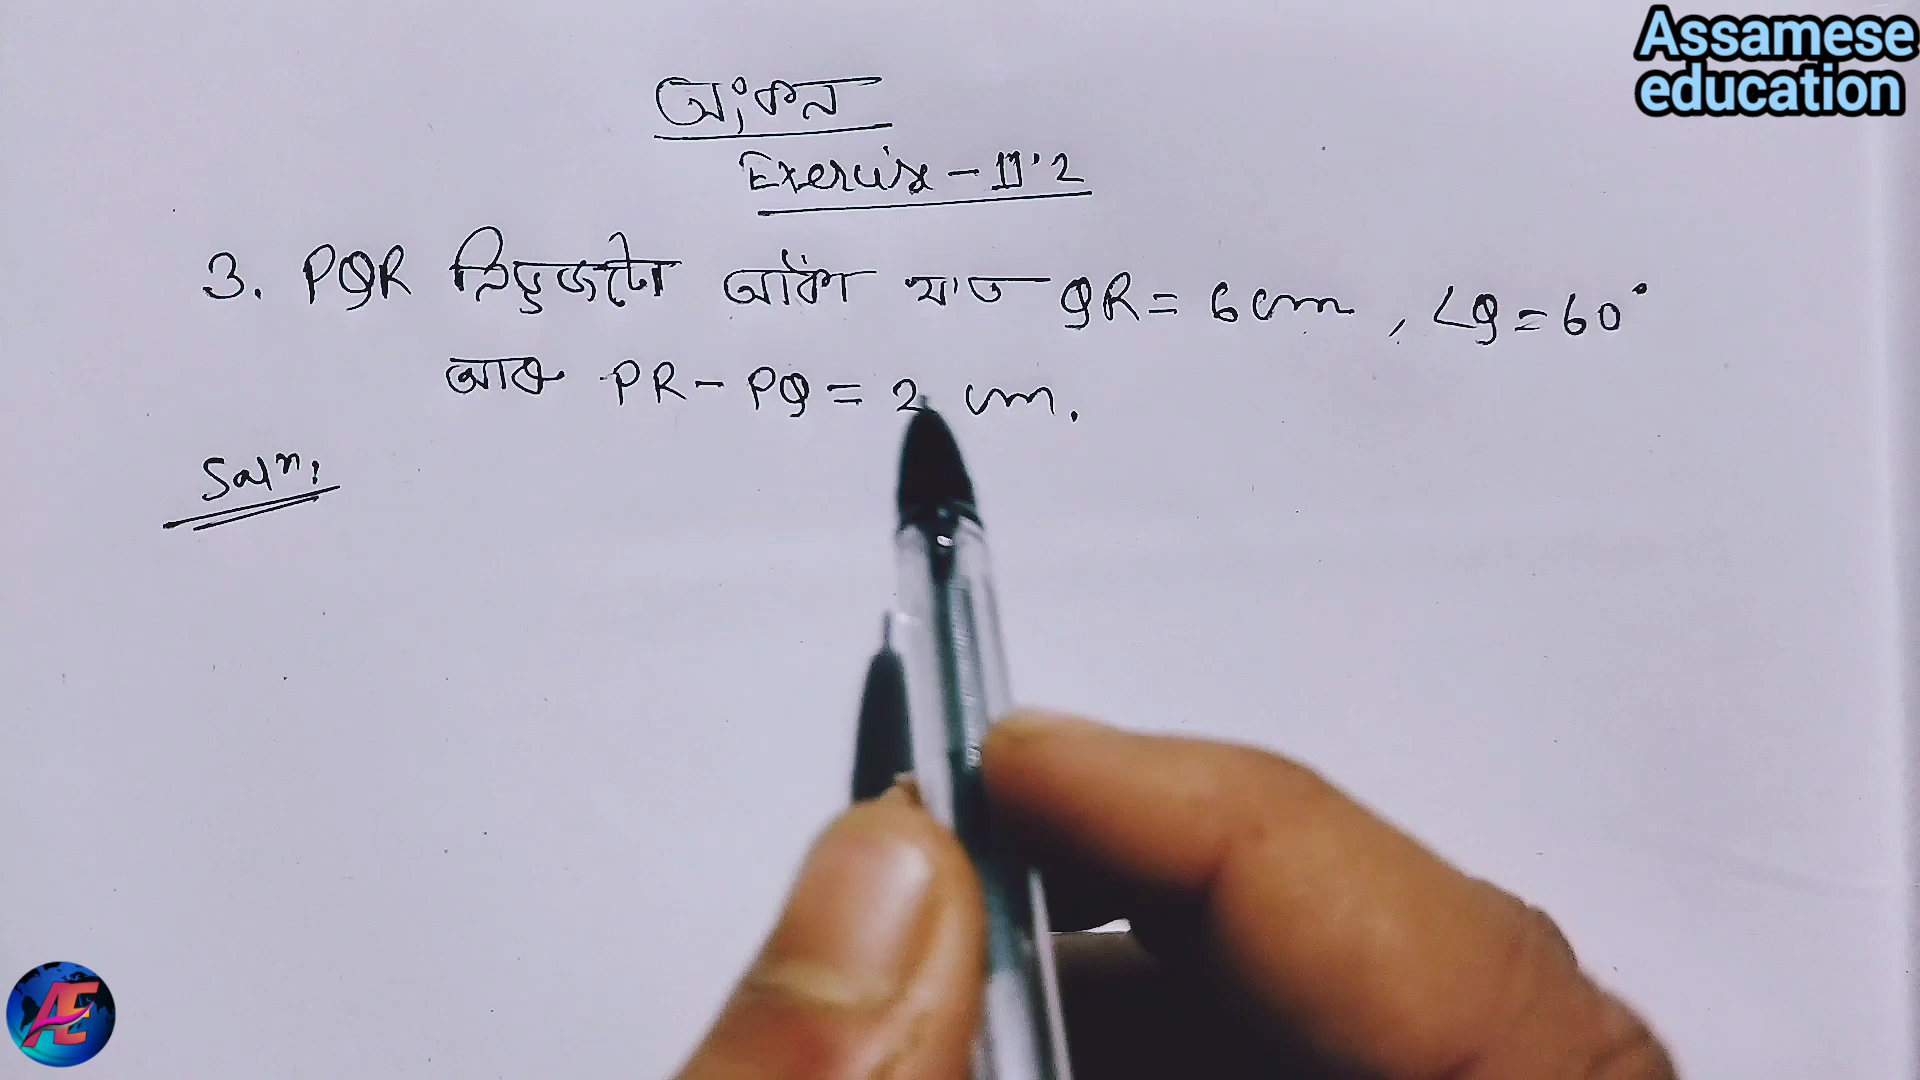 Assamese
education
অংকন
Exercise - 11.2
3. PQR ত্ৰিভুজটো আঁকা য'ত QR = 6 cm, ∠Q = 60°
আৰু PR - PQ = 2 cm.
Solⁿ:
AE